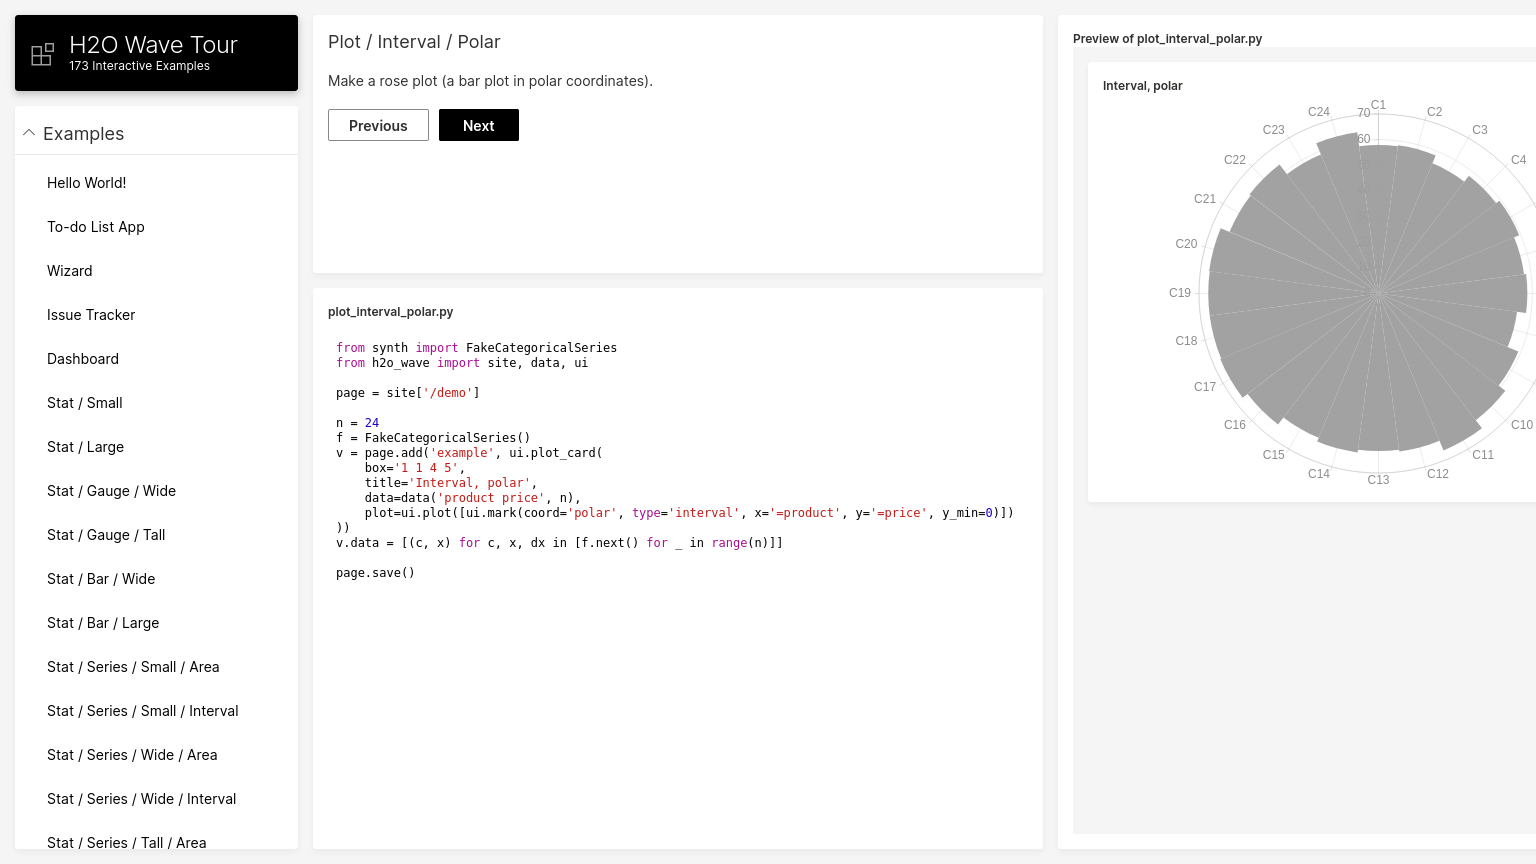 H2O Wave Tour
173 Interactive Examples
Examples
Hello World!
To-do List App
Wizard
Issue Tracker
Dashboard
Stat / Small
Stat / Large
Stat / Gauge / Wide
Stat / Gauge / Tall
Stat / Bar / Wide
Stat / Bar / Large
Stat / Series / Small / Area
Stat / Series / Small / Interval
Stat / Series / Wide / Area
Stat / Series / Wide / Interval
Stat / Series / Tall / Area
Plot / Interval / Polar
Make a rose plot (a bar plot in polar coordinates).
Previous
Next
plot_interval_polar.py
from synth import FakeCategoricalSeries
from h2o_wave import site, data, ui
page = site['/demo']
n = 24
f = FakeCategoricalSeries()
v = page.add('example', ui.plot_card(
box='1 1 4 5',
title='Interval, polar',
data=data('product price', n),
plot=ui.plot([ui.mark(coord='polar', type='interval', x='=product', y='=price', y_min=0)])
))
v.data = [(c, x) for c, x, dx in [f.next() for _ in range(n)]]
page.save()
Preview of plot_interval_polar.py
Interval, polar
C1
C2
C3
C4
C10
C11
C12
C13
C14
C15
C16
C17
C18
C19
C20
C21
C22
C23
C24
70
60